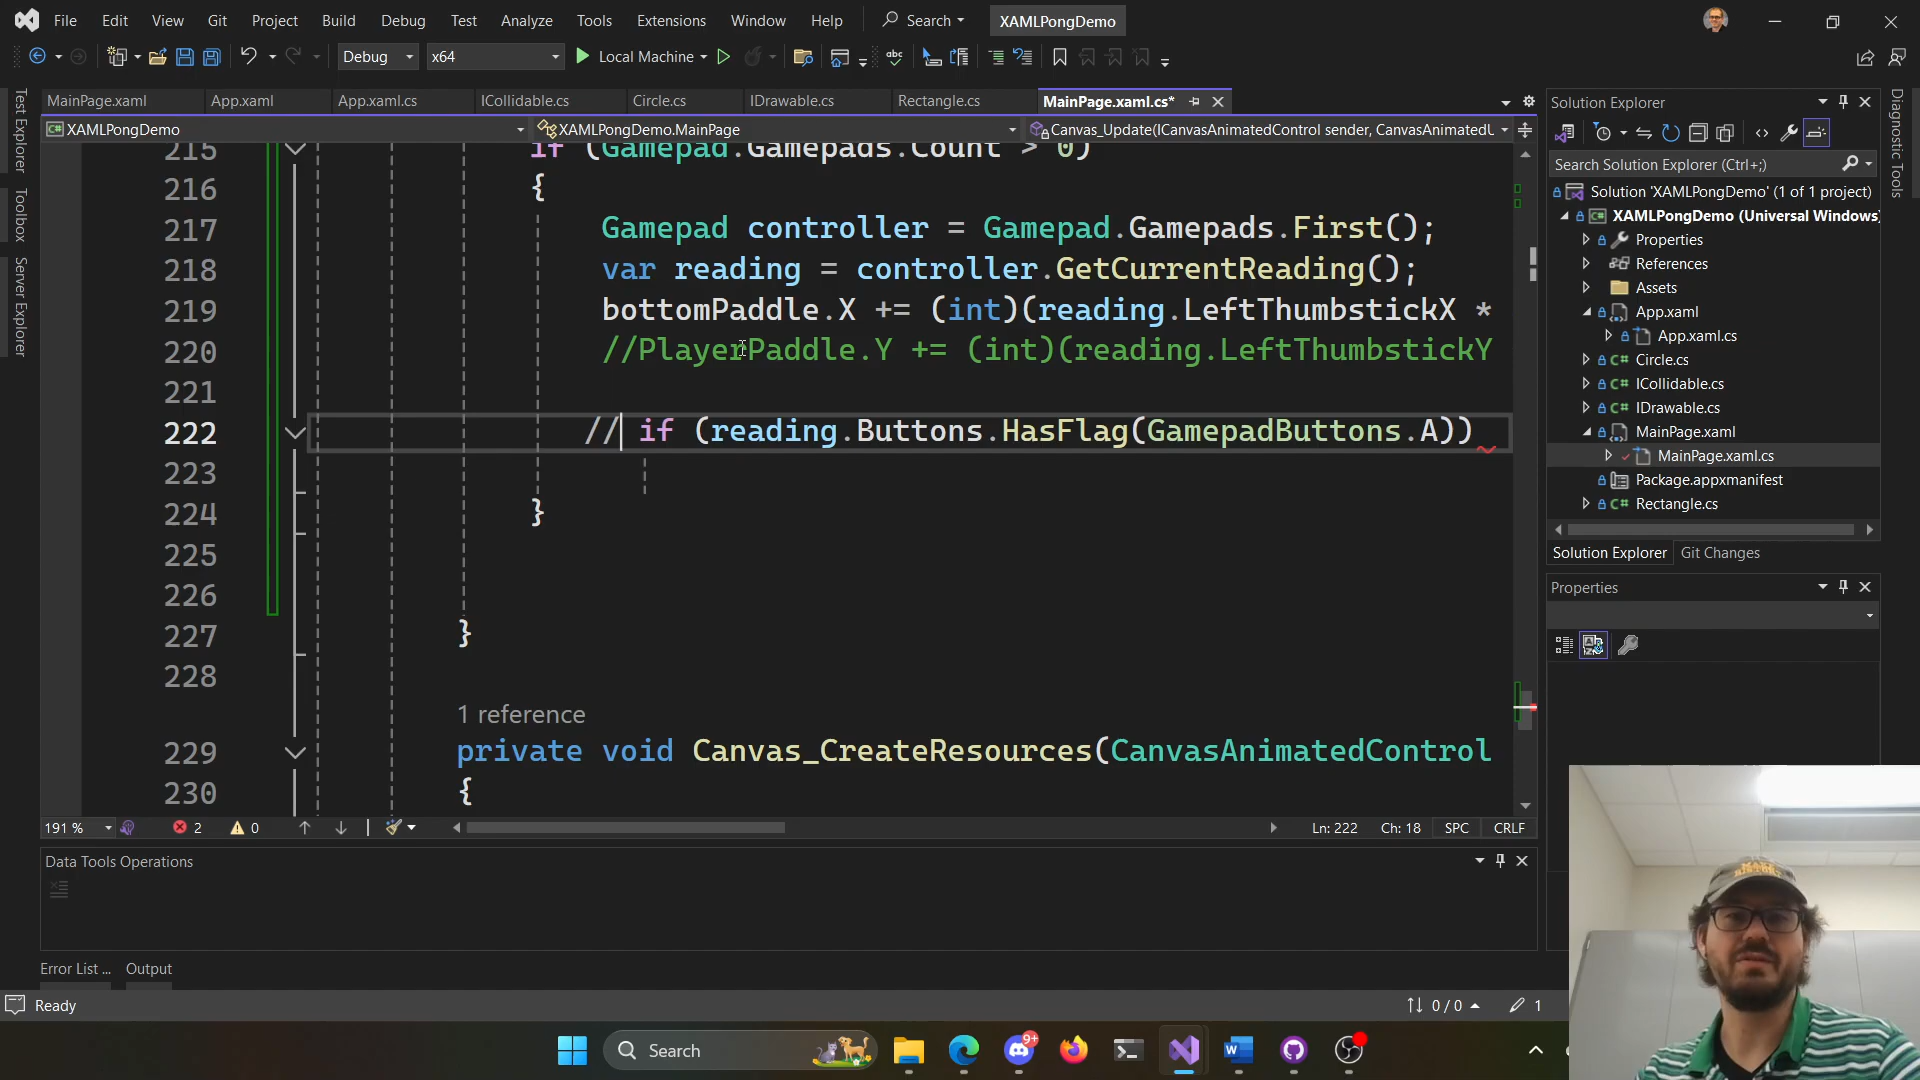 File Edit View Git Project Build Debug Test Analyze Tools Extensions Window Help Search XAMLPongDemo
Debug x64 Local Machine
MainPage.xaml App.xaml App.xaml.cs ICollidable.cs Circle.cs IDrawable.cs Rectangle.cs MainPage.xaml.cs*
XAMLPongDemo XAMLPongDemo.MainPage Canvas_Update(ICanvasAnimatedControl sender, CanvasAnimatedU
215 if (Gamepad.Gamepads.Count > 0)
216 {
217 Gamepad controller = Gamepad.Gamepads.First();
218 var reading = controller.GetCurrentReading();
219 bottomPaddle.X += (int)(reading.LeftThumbstickX *
220 //PlayerPaddle.Y += (int)(reading.LeftThumbstickY
221
222 // if (reading.Buttons.HasFlag(GamepadButtons.A))
223
224 }
225
226
227 }
228
1 reference
229 private void Canvas_CreateResources(CanvasAnimatedControl
230 {
191 % 2 0 Ln: 222 Ch: 18 SPC CRLF
Data Tools Operations
Error List ... Output
Ready 0 / 0 1
Test Explorer
Toolbox
Server Explorer
Solution Explorer
Search Solution Explorer (Ctrl+;)
Solution 'XAMLPongDemo' (1 of 1 project)
XAMLPongDemo (Universal Windows)
Properties
References
Assets
App.xaml
App.xaml.cs
Circle.cs
ICollidable.cs
IDrawable.cs
MainPage.xaml
MainPage.xaml.cs
Package.appxmanifest
Rectangle.cs
Solution Explorer Git Changes
Properties
Diagnostic Tools
Search 9+
MAKE
HISTORY